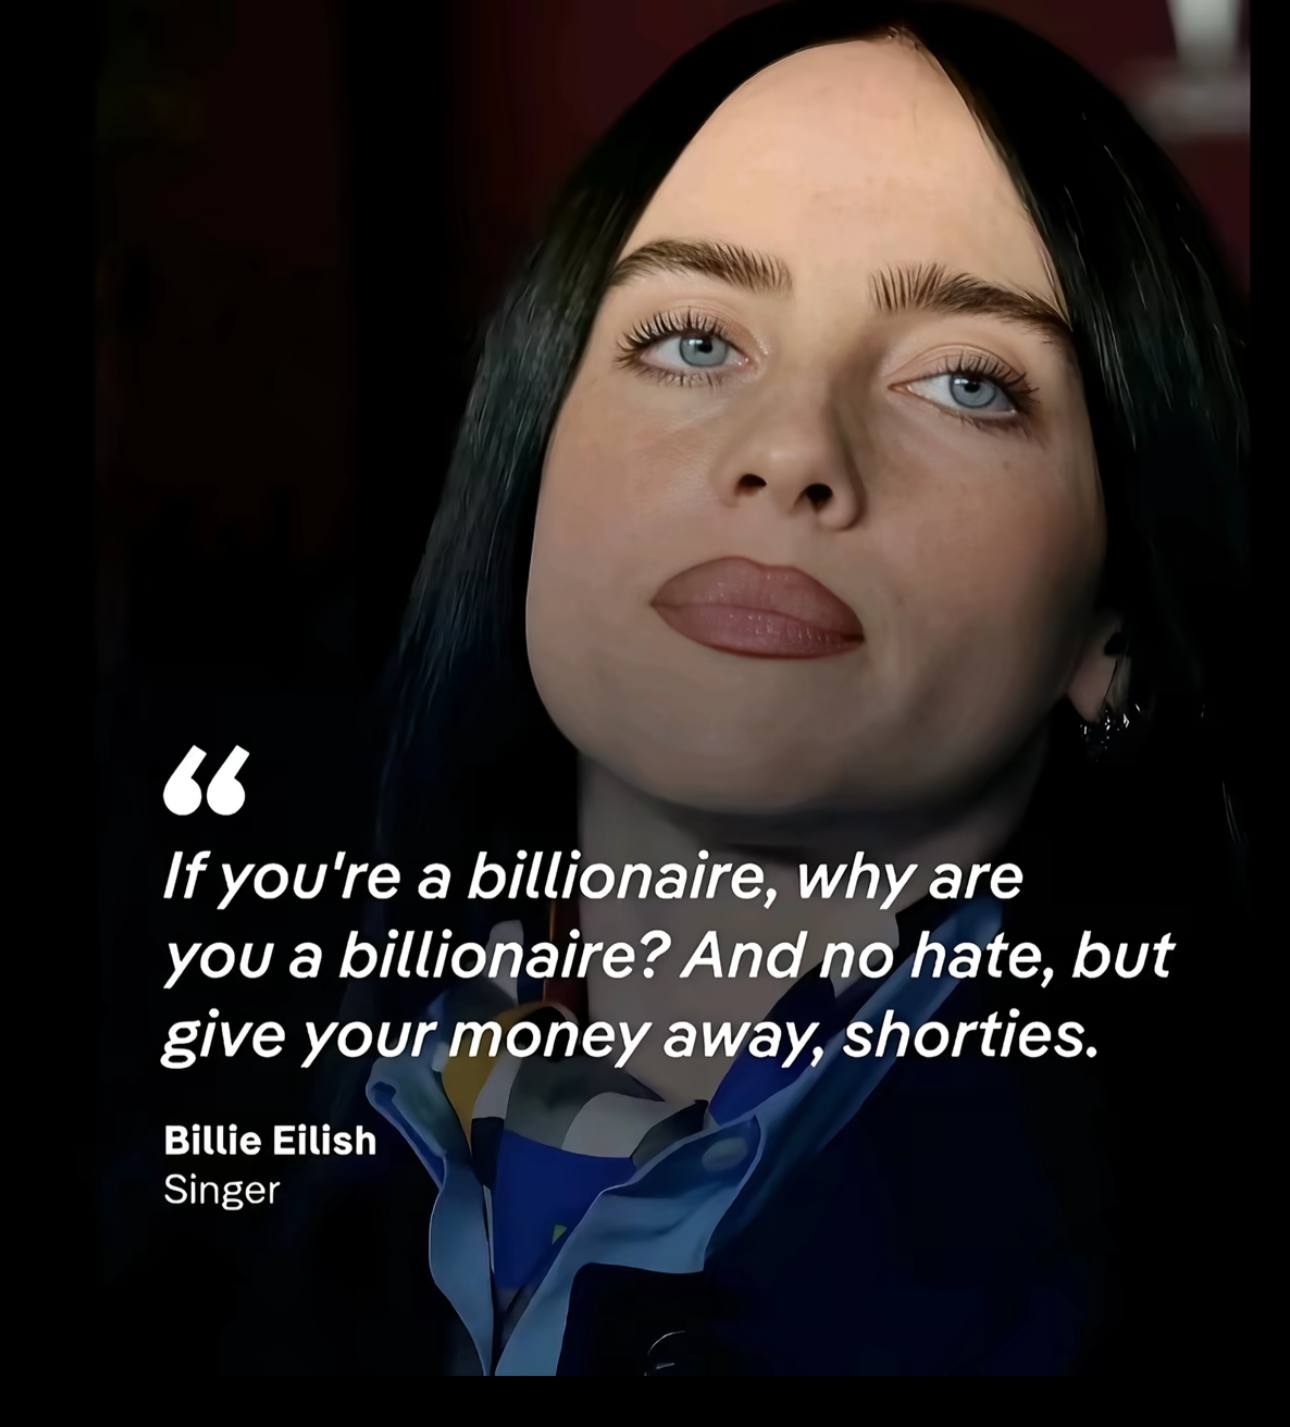 “
If you're a billionaire, why are
you a billionaire? And no hate, but
give your money away, shorties.
Billie Eilish
Singer